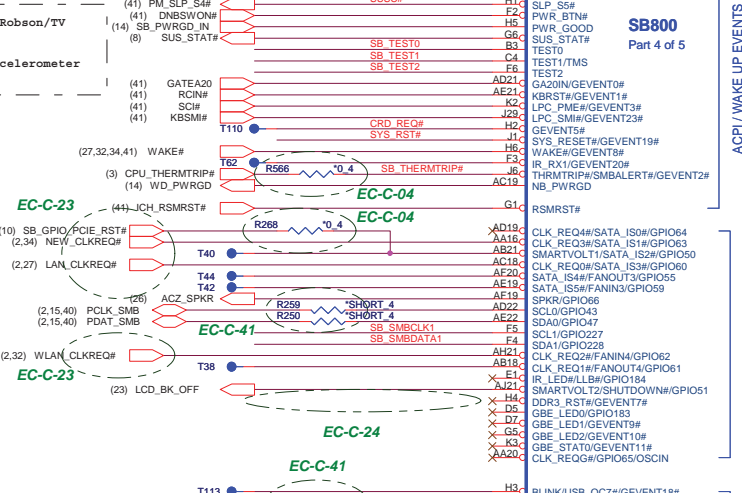 (41) PM_SLP_S4# H1 SLP_S5#
(41) DNBSWON# F2 PWR_BTN#
Robson/TV (14) SB_PWRGD_IN H5 PWR_GOOD SB800
(8) SUS_STAT# G6 SUS_STAT# Part 4 of 5
SB_TEST0 B3 TEST0
SB_TEST1 C4 TEST1/TMS
celerometer SB_TEST2 F6 TEST2
(41) GATEA20 AD21 GA20IN/GEVENT0#
(41) RCIN# AE21 KBRST#/GEVENT1#
(41) SCI# K2 LPC_PME#/GEVENT3#
(41) KBSMI# J29 LPC_SMI#/GEVENT23#
T110 CRD_REQ# H2 GEVENT5#
SYS_RST# J1 SYS_RESET#/GEVENT19#
(27,32,34,41) WAKE# H6 WAKE#/GEVENT8#
T62 F3 IR_RX1/GEVENT20#
(3) CPU_THERMTRIP# R566 *0_4 SB_THERMTRIP# J6 THRMTRIP#/SMBALERT#/GEVENT2#
(14) WD_PWRGD AC19 NB_PWRGD
EC-C-04
EC-C-23 (41) ICH_RSMRST# G1 RSMRST#
EC-C-04
(10) SB_GPIO_PCIE_RST# R268 *0_4 AD19 CLK_REQ4#/SATA_IS0#/GPIO64
(2,34) NEW_CLKREQ# AA16 CLK_REQ3#/SATA_IS1#/GPIO63
T40 AB21 SMARTVOLT1/SATA_IS2#/GPIO50
(2,27) LAN_CLKREQ# AC18 CLK_REQ0#/SATA_IS3#/GPIO60
T44 AF20 SATA_IS4#/FANOUT3/GPIO55
T42 AE19 SATA_IS5#/FANIN3/GPIO59
(26) ACZ_SPKR AF19 SPKR/GPIO66
(2,15,40) PCLK_SMB R259 *SHORT_4 AD22 SCL0/GPIO43
(2,15,40) PDAT_SMB R250 *SHORT_4 AE22 SDA0/GPIO47
EC-C-41 SB_SMBCLK1 F5 SCL1/GPIO227
SB_SMBDATA1 F4 SDA1/GPIO228
(2,32) WLAN_CLKREQ# AH21 CLK_REQ2#/FANIN4/GPIO62
T38 AB18 CLK_REQ1#/FANOUT4/GPIO61
EC-C-23 E1 IR_LED#/LLB#/GPIO184
(23) LCD_BK_OFF AJ21 SMARTVOLT2/SHUTDOWN#/GPIO51
H4 DDR3_RST#/GEVENT7#
D5 GBE_LED0/GPIO183
D7 GBE_LED1/GEVENT9#
EC-C-24 G5 GBE_LED2/GEVENT10#
K3 GBE_STAT0/GEVENT11#
AA20 CLK_REQG#/GPIO65/OSCIN
EC-C-41
T113 H3 BLINK/USB_OC7#/GEVENT18#
ACPI / WAKE UP EVENTS